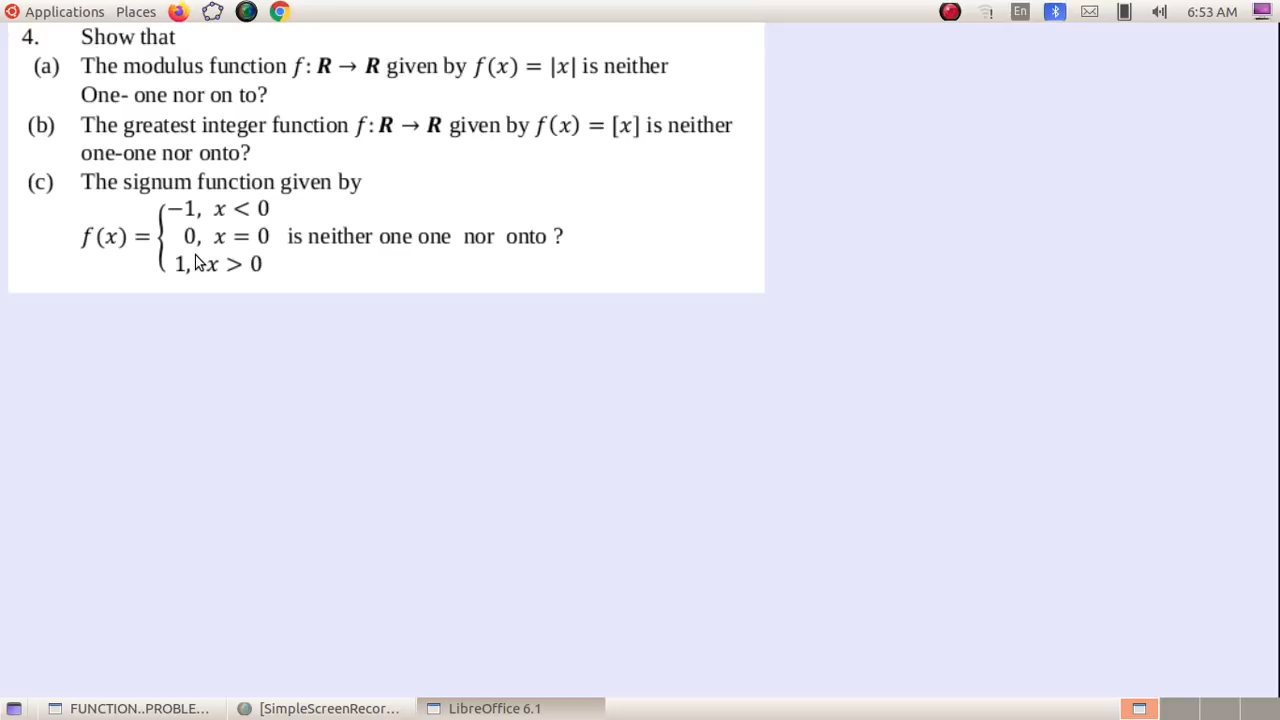 Applications Places En 6:53 AM
4. Show that
(a) The modulus function f: R → R given by f(x) = |x| is neither
One- one nor on to?
(b) The greatest integer function f: R → R given by f(x) = [x] is neither
one-one nor onto?
(c) The signum function given by
f(x) = { −1, x < 0
0, x = 0 is neither one one nor onto ?
1, x > 0
FUNCTION..PROBLE... [SimpleScreenRecor... LibreOffice 6.1